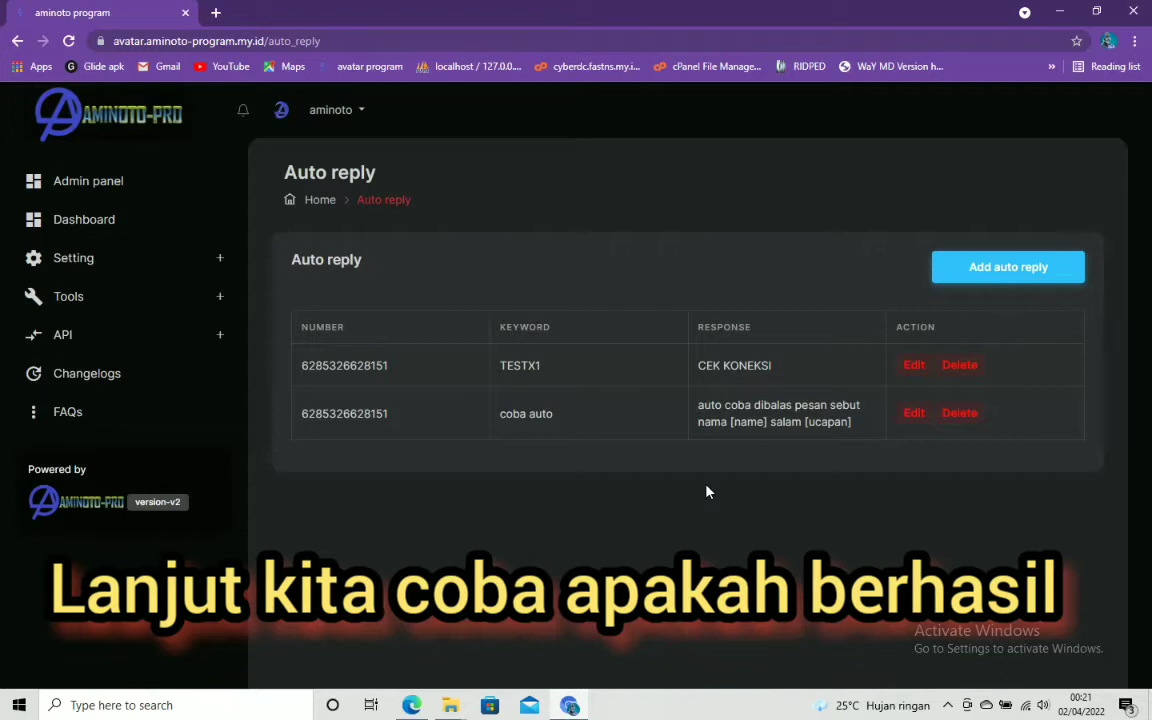 aminoto program
avatar.aminoto-program.my.id/auto_reply
Apps Glide apk Gmail YouTube Maps avatar program localhost / 127.0.0.... cyberdc.fastns.my.i... cPanel File Manage... RIDPED WaY MD Version h... » Reading list
AMINOTO-PRO
aminoto
Admin panel
Dashboard
Setting +
Tools +
API +
Changelogs
FAQs
Powered by
AMINOTO-PRO version-v2
Auto reply
Home > Auto reply
Auto reply
Add auto reply
NUMBER KEYWORD RESPONSE ACTION
6285326628151 TESTX1 CEK KONEKSI Edit Delete
6285326628151 coba auto auto coba dibalas pesan sebut
nama [name] salam [ucapan] Edit Delete
Lanjut kita coba apakah berhasil
Activate Windows
Go to Settings to activate Windows.
Type here to search
25°C Hujan ringan
00:21
02/04/2022
3